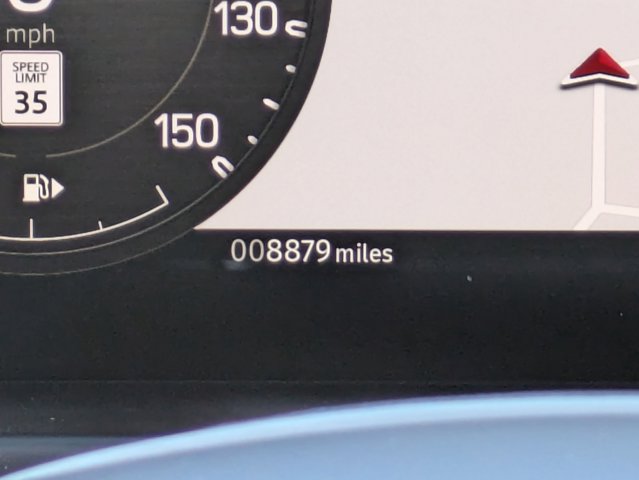 130
mph
SPEED
LIMIT
35
150
008879 miles